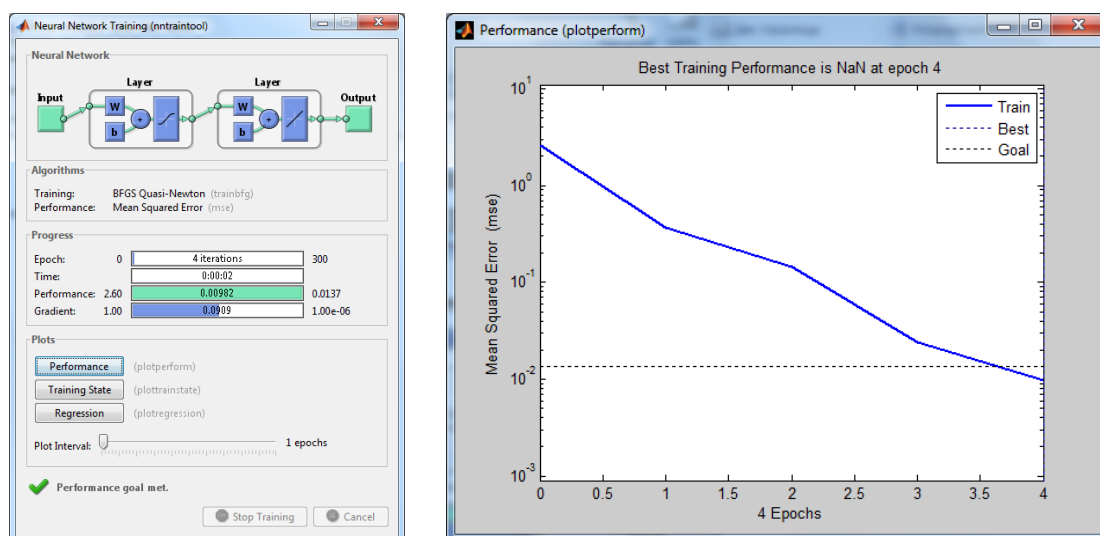 Neural Network Training (nntraintool)
Neural Network
Layer Layer
Input Output
W W
b b
+ +
Algorithms
Training: BFGS Quasi-Newton (trainbfg)
Performance: Mean Squared Error (mse)
Progress
Epoch: 0 4 iterations 300
Time: 0:00:02
Performance: 2.60 0.00982 0.0137
Gradient: 1.00 0.0909 1.00e-06
Plots
Performance (plotperform)
Training State (plottrainstate)
Regression (plotregression)
Plot Interval: 1 epochs
Performance goal met.
Stop Training Cancel
Performance (plotperform)
Best Training Performance is NaN at epoch 4
Train
Best
Goal
Mean Squared Error (mse)
10^1
10^0
10^-1
10^-2
10^-3
0 0.5 1 1.5 2 2.5 3 3.5 4
4 Epochs